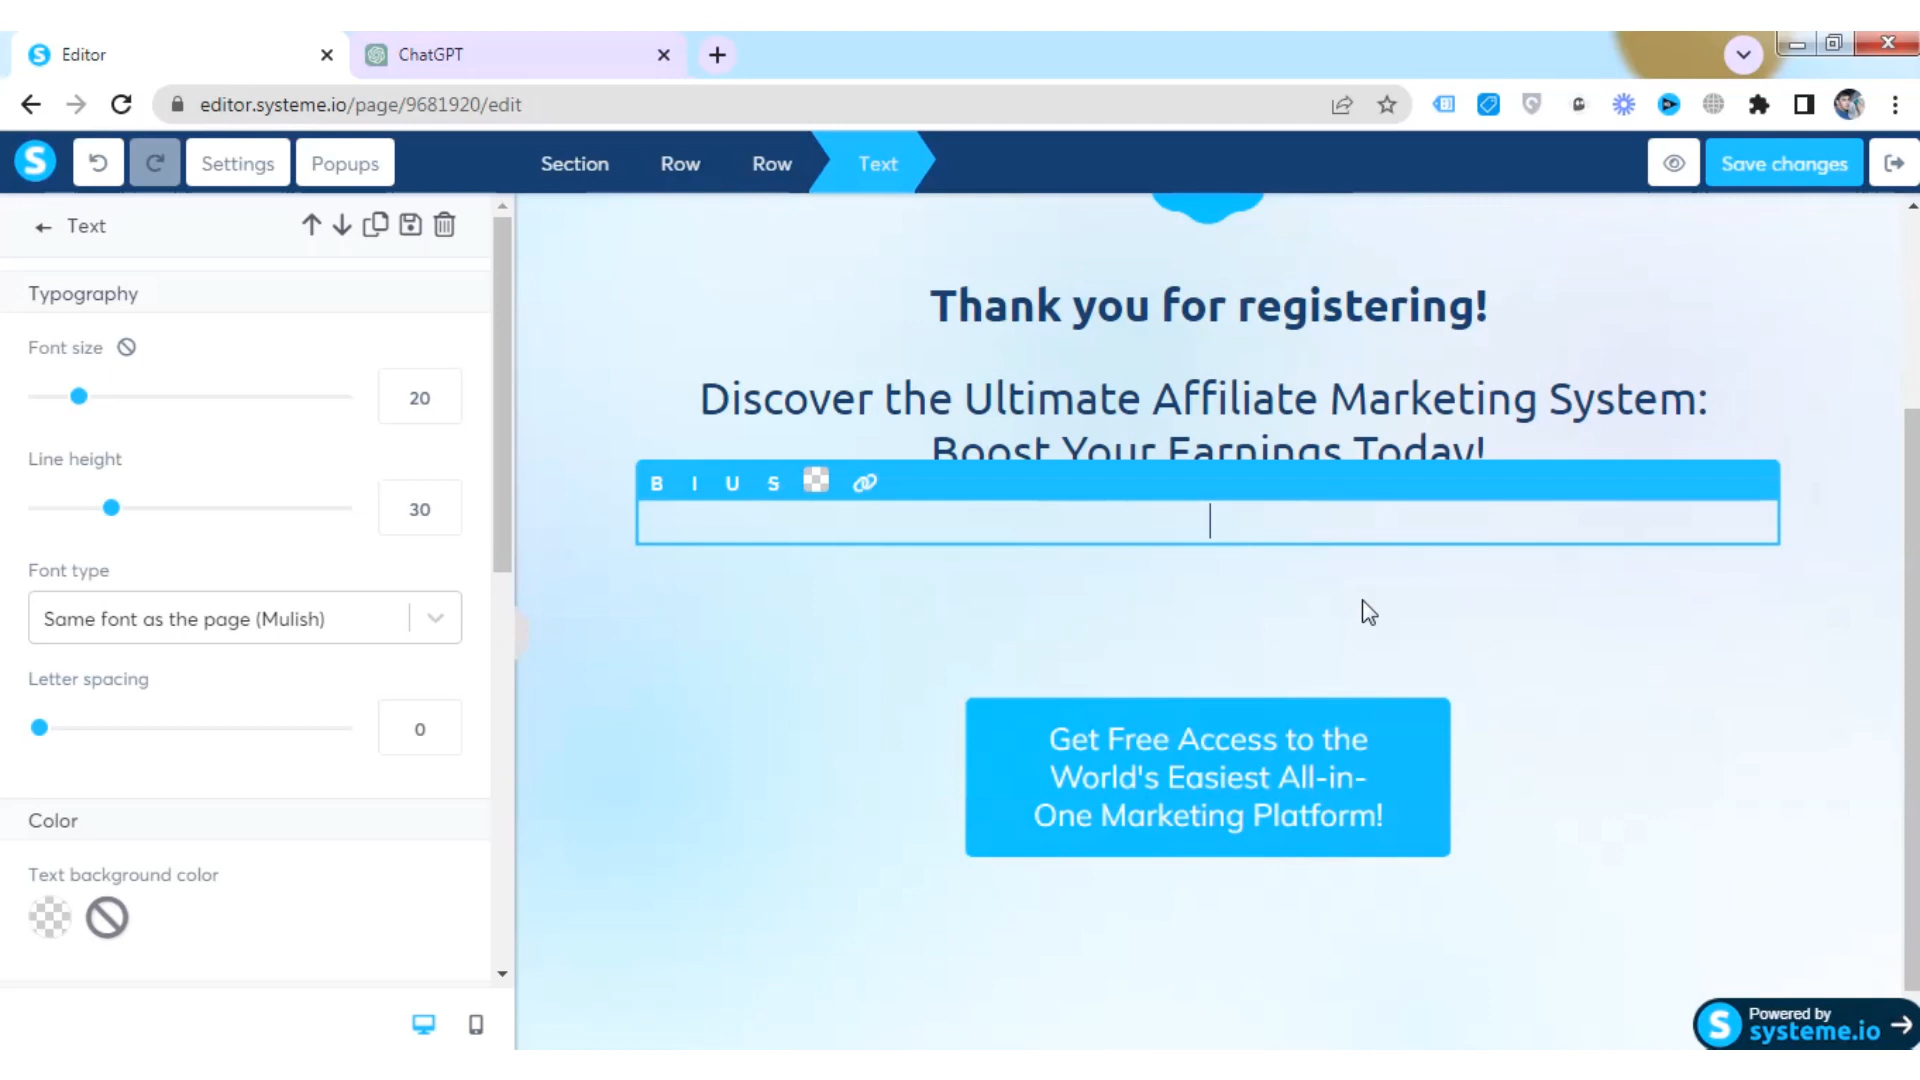 Editor
ChatGPT
editor.systeme.io/page/9681920/edit
S
Settings
Popups
Section
Row
Row
Text
Save changes
Text
Typography
Font size
20
Line height
30
Font type
Same font as the page (Mulish)
Letter spacing
0
Color
Text background color
Thank you for registering!
Discover the Ultimate Affiliate Marketing System:
Boost Your Earnings Today!
B I U S
Get Free Access to the
World's Easiest All-in-
One Marketing Platform!
S
Powered by
systeme.io